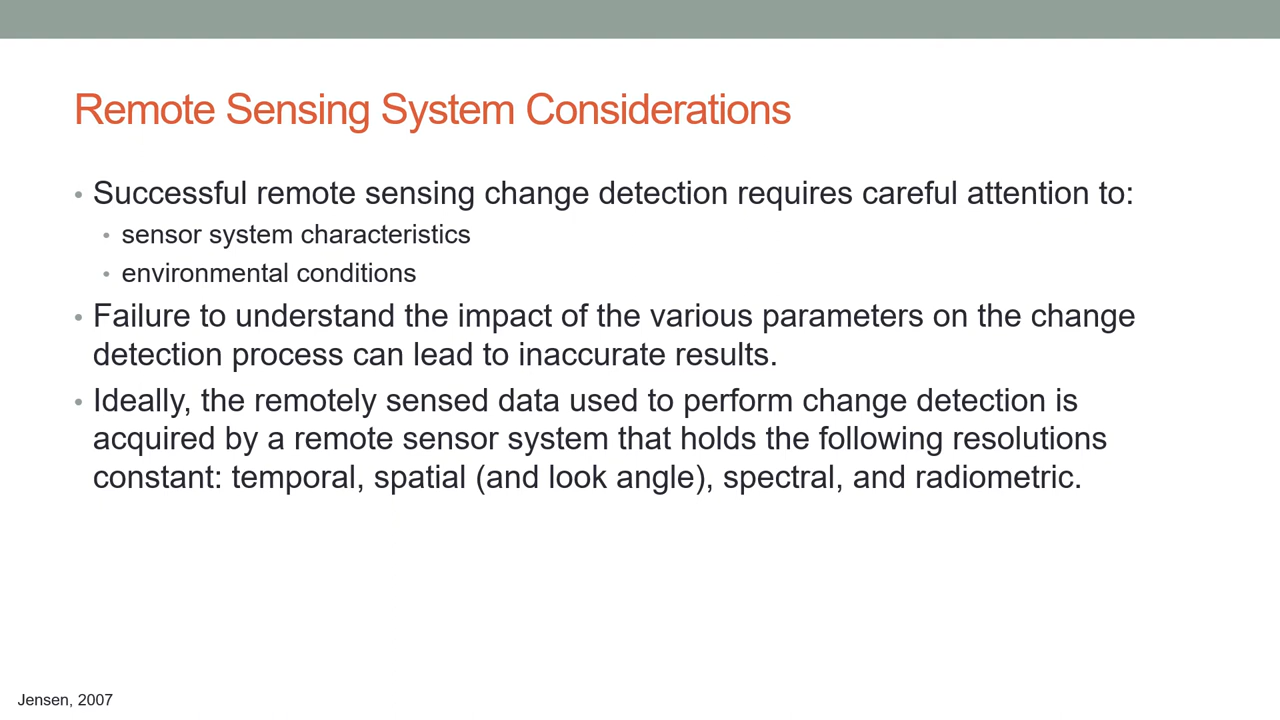 Remote Sensing System Considerations
• Successful remote sensing change detection requires careful attention to:
• sensor system characteristics
• environmental conditions
• Failure to understand the impact of the various parameters on the change
detection process can lead to inaccurate results.
• Ideally, the remotely sensed data used to perform change detection is
acquired by a remote sensor system that holds the following resolutions
constant: temporal, spatial (and look angle), spectral, and radiometric.
Jensen, 2007